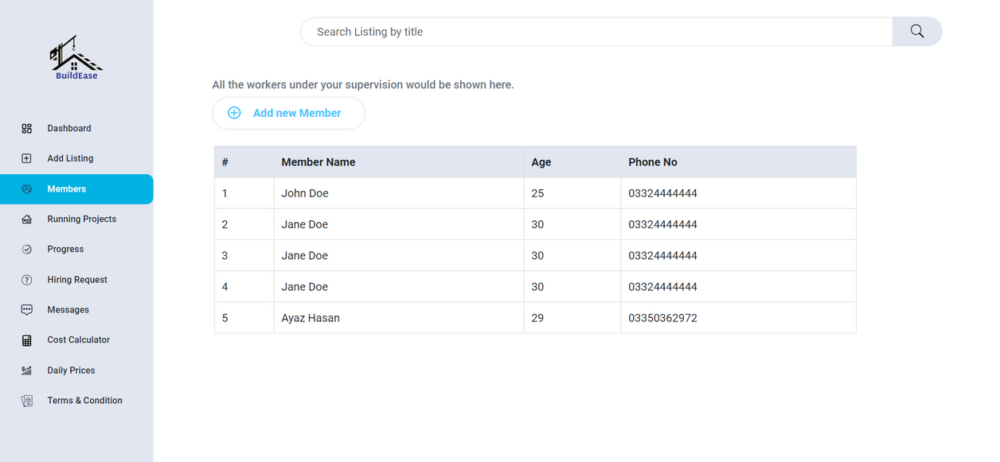 BuildEase
Dashboard
Add Listing
Members
Running Projects
Progress
Hiring Request
Messages
Cost Calculator
Daily Prices
Terms & Condition
Search Listing by title
All the workers under your supervision would be shown here.
Add new Member
# Member Name Age Phone No
1 John Doe 25 03324444444
2 Jane Doe 30 03324444444
3 Jane Doe 30 03324444444
4 Jane Doe 30 03324444444
5 Ayaz Hasan 29 03350362972